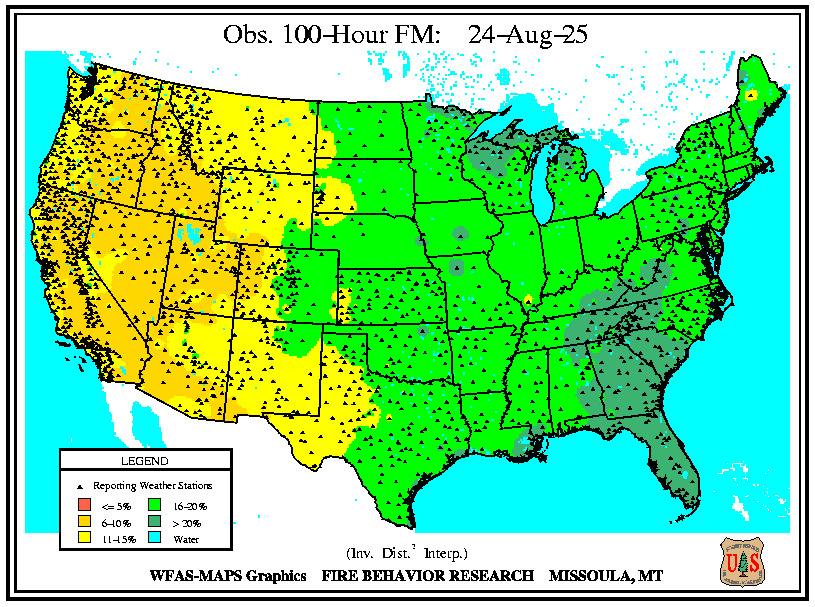 Obs. 100-Hour FM: 24-Aug-25
LEGEND
Reporting Weather Stations
<= 5% 16-20%
6-10% > 20%
11-15% Water
(Inv. Dist.² Interp.)
WFAS-MAPS Graphics FIRE BEHAVIOR RESEARCH MISSOULA, MT
U S